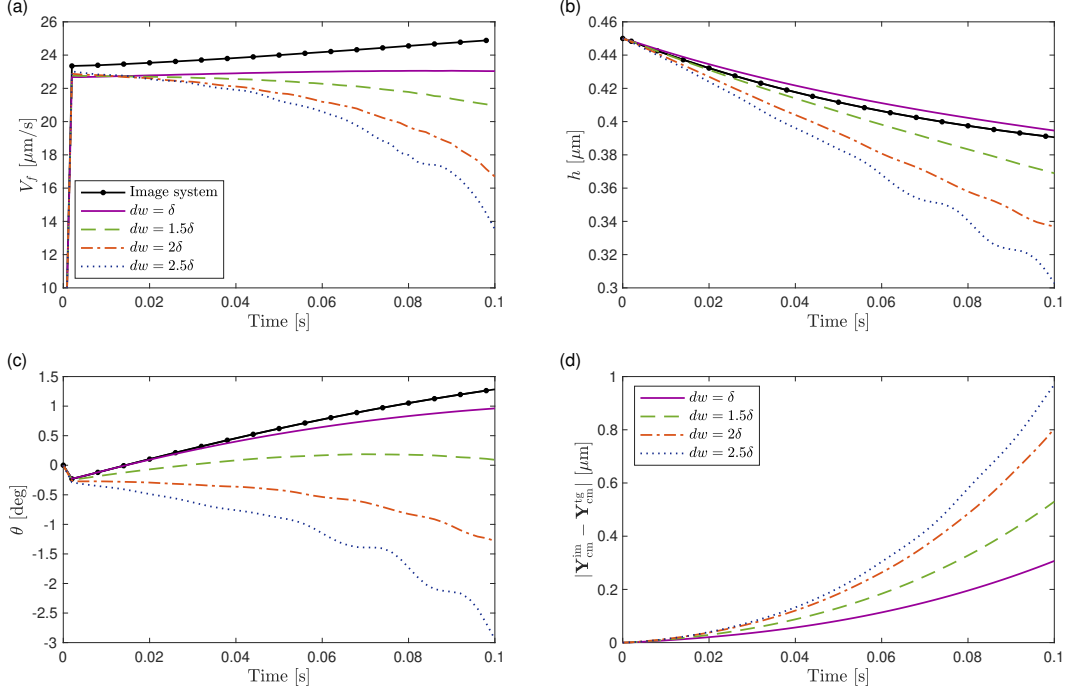 (a)
26
24
22
20
18
16
14
12
10
V_f [μm/s]
Image system
dw = δ
dw = 1.5δ
dw = 2δ
dw = 2.5δ
0 0.02 0.04 0.06 0.08 0.1
Time [s]
(b)
0.46
0.44
0.42
0.4
0.38
0.36
0.34
0.32
0.3
h [μm]
0 0.02 0.04 0.06 0.08 0.1
Time [s]
(c)
1.5
1
0.5
0
-0.5
-1
-1.5
-2
-2.5
-3
θ [deg]
0 0.02 0.04 0.06 0.08 0.1
Time [s]
(d)
1
0.8
0.6
0.4
0.2
0
|Y_cm^im − Y_cm^tg| [μm]
dw = δ
dw = 1.5δ
dw = 2δ
dw = 2.5δ
0 0.02 0.04 0.06 0.08 0.1
Time [s]